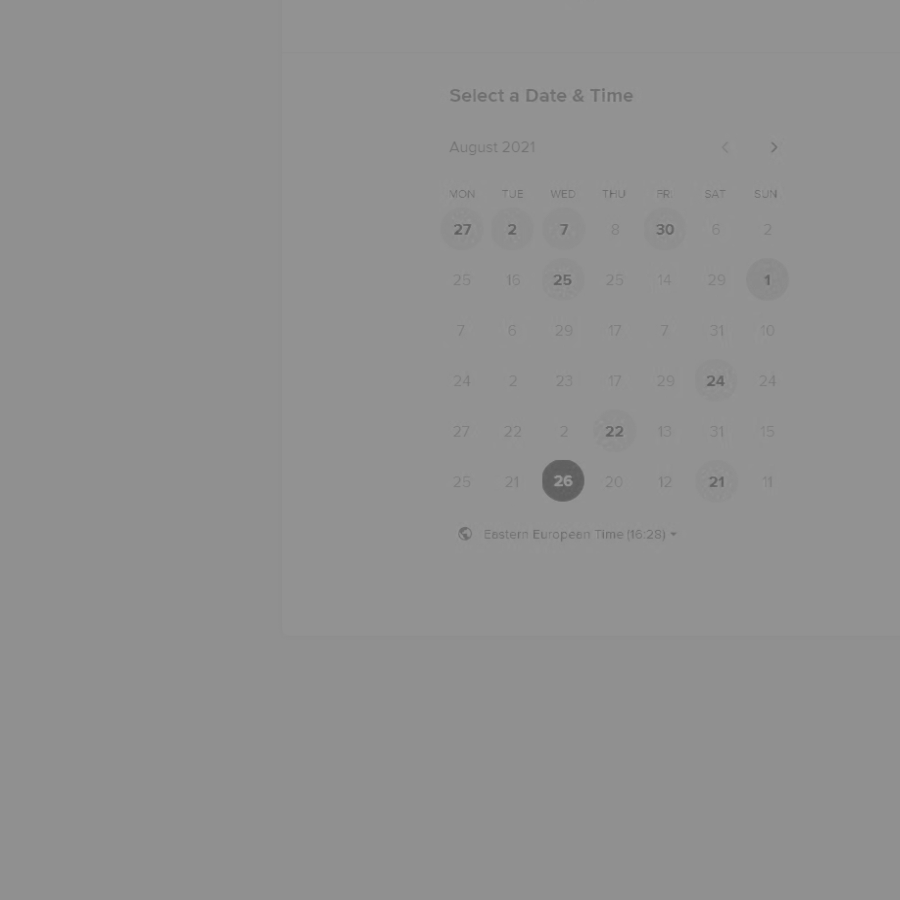 Select a Date & Time
August 2021
MON TUE WED THU FRI SAT SUN
27 2 7 8 30 6 2
25 15 25 25 14 29 1
7 6 29 17 7 31 10
24 2 23 17 29 24 24
27 22 2 22 13 31 15
25 21 26 20 12 21 11
Eastern European Time (16:28)